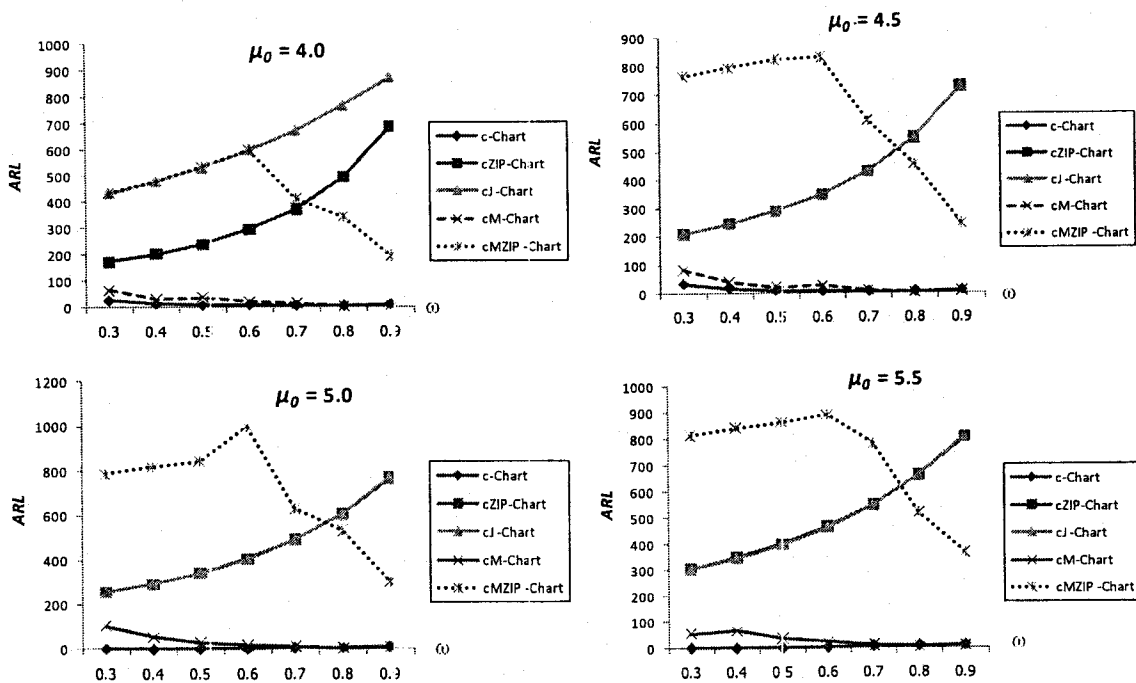 μ₀ = 4.0
ARL
1000
900
800
700
600
500
400
300
200
100
0
0.3 0.4 0.5 0.6 0.7 0.8 0.9
ω
c-Chart
cZIP-Chart
cJ-Chart
cM-Chart
cMZIP-Chart
μ₀ = 4.5
ARL
900
800
700
600
500
400
300
200
100
0
0.3 0.4 0.5 0.6 0.7 0.8 0.9
ω
c-Chart
cZIP-Chart
cJ-Chart
cM-Chart
cMZIP-Chart
μ₀ = 5.0
ARL
1200
1000
800
600
400
200
0
0.3 0.4 0.5 0.6 0.7 0.8 0.9
ω
c-Chart
cZIP-Chart
cJ-Chart
cM-Chart
cMZIP-Chart
μ₀ = 5.5
ARL
1000
900
800
700
600
500
400
300
200
100
0
0.3 0.4 0.5 0.6 0.7 0.8 0.9
ω
c-Chart
cZIP-Chart
cJ-Chart
cM-Chart
cMZIP-Chart